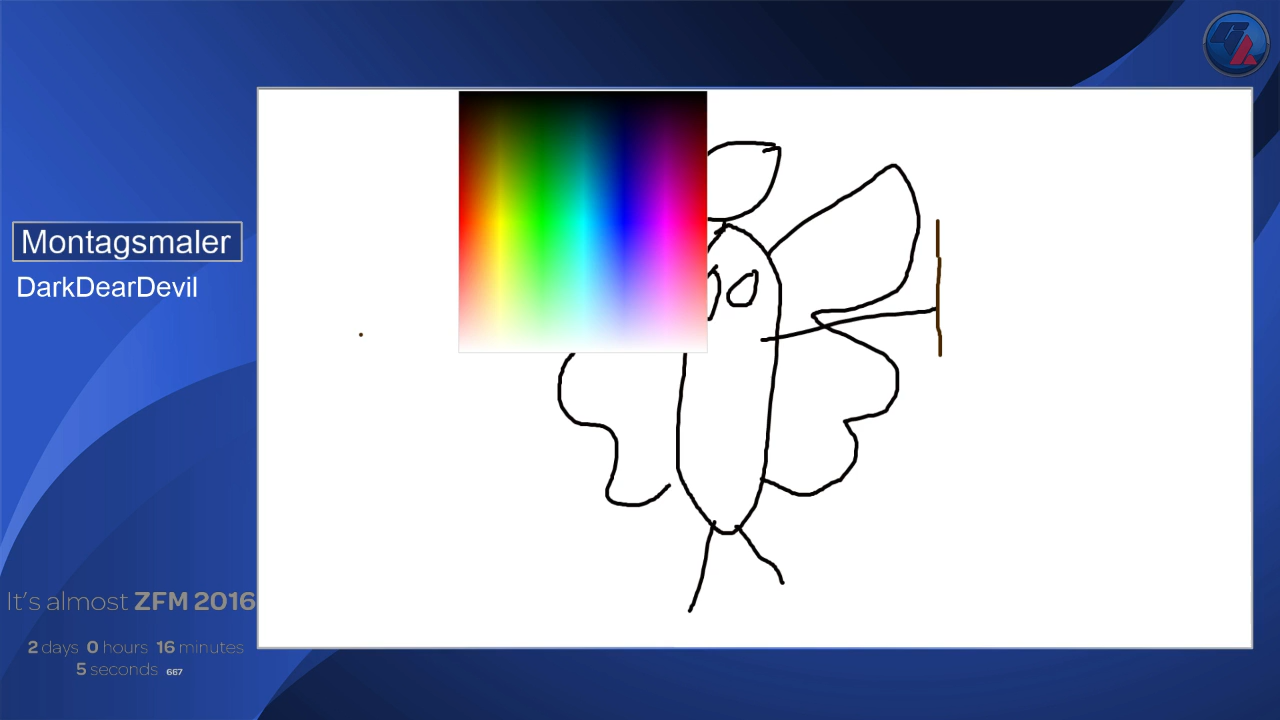 Montagsmaler
DarkDearDevil
It's almost ZFM 2016
2 days 0 hours 16 minutes
5 seconds 667